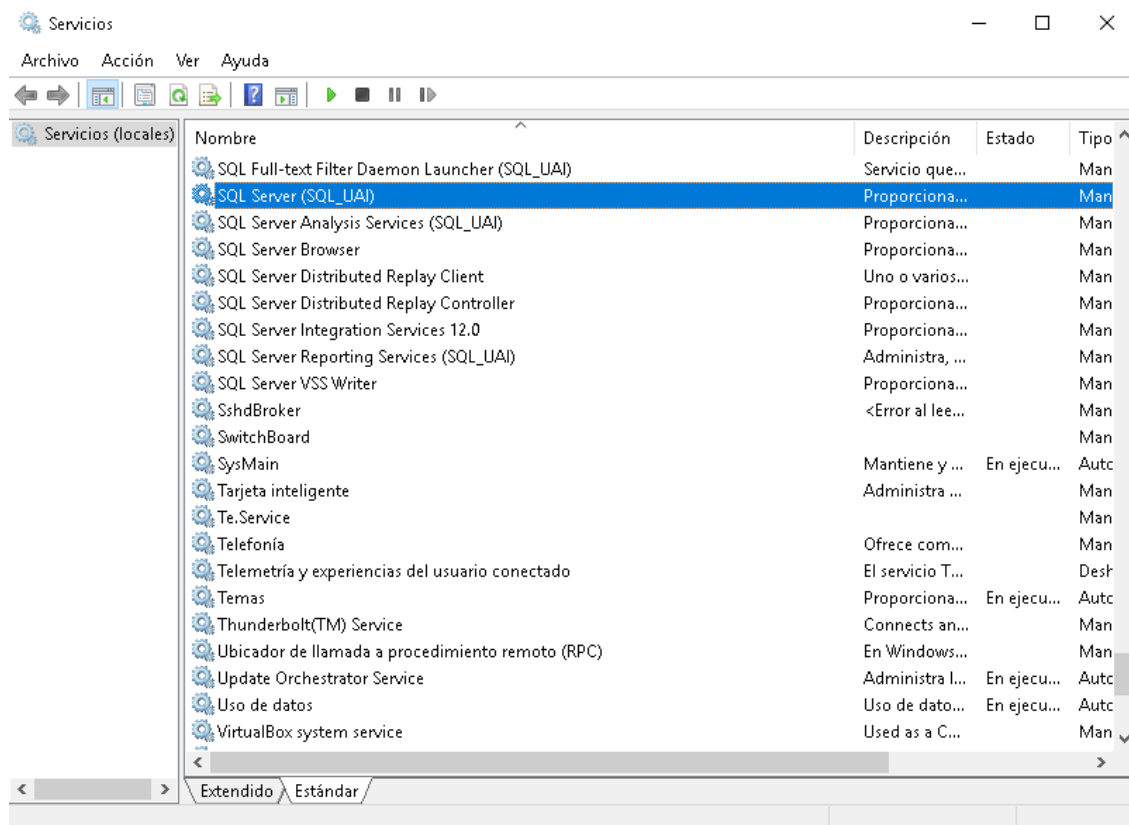 Servicios
Archivo Acción Ver Ayuda
Servicios (locales)
Nombre Descripción Estado Tipo
SQL Full-text Filter Daemon Launcher (SQL_UAI) Servicio que... Man
SQL Server (SQL_UAI) Proporciona... Man
SQL Server Analysis Services (SQL_UAI) Proporciona... Man
SQL Server Browser Proporciona... Man
SQL Server Distributed Replay Client Uno o varios... Man
SQL Server Distributed Replay Controller Proporciona... Man
SQL Server Integration Services 12.0 Proporciona... Man
SQL Server Reporting Services (SQL_UAI) Administra, ... Man
SQL Server VSS Writer Proporciona... Man
SshdBroker <Error al lee... Man
SwitchBoard Man
SysMain Mantiene y ... En ejecu... Autc
Tarjeta inteligente Administra ... Man
Te.Service Man
Telefonía Ofrece com... Man
Telemetría y experiencias del usuario conectado El servicio T... Desh
Temas Proporciona... En ejecu... Autc
Thunderbolt(TM) Service Connects an... Man
Ubicador de llamada a procedimiento remoto (RPC) En Windows... Man
Update Orchestrator Service Administra l... En ejecu... Autc
Uso de datos Uso de dato... En ejecu... Autc
VirtualBox system service Used as a C... Man
Extendido Estándar